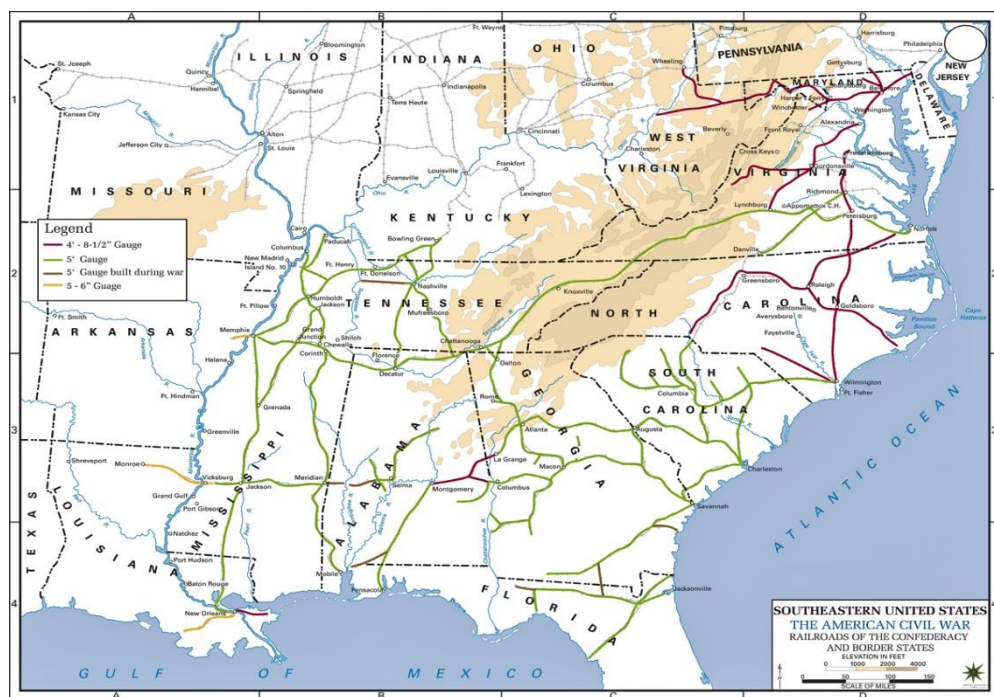 A B C D
ILLINOIS
INDIANA
OHIO
PENNSYLVANIA
NEW JERSEY
MARYLAND
DELAWARE
WEST VIRGINIA
VIRGINIA
MISSOURI
KENTUCKY
TENNESSEE
ARKANSAS
NORTH CAROLINA
SOUTH CAROLINA
GEORGIA
ALABAMA
MISSISSIPPI
LOUISIANA
TEXAS
FLORIDA
1
2
3
4
Bloomington
Ft. Wayne
Harrisburg
Philadelphia
St. Joseph
Quincy
Hannibal
Springfield
Indianapolis
Terre Haute
Columbus
Wheeling
Gettysburg
Baltimore
Harper's Ferry
Winchester
Washington
Alexandria
Kansas City
Jefferson City
Alton
St. Louis
Cincinnati
Beverly
Front Royal
Cross Keys
Fredericksburg
Gordonsville
Charleston
Frankfort
Louisville
Evansville
Lexington
Missouri R.
Ohio R.
Richmond
Lynchburg
Appomattox C.H.
Petersburg
Norfolk
Danville
Legend
4' - 8-1/2" Gauge
5' Gauge
5' Gauge built during war
5 - 6" Guage
Cairo
Columbus
Paducah
Bowling Green
New Madrid
Island No. 10
Ft. Henry
Ft. Donelson
Nashville
Humboldt
Jackson
Mufreesboro
Knoxville
Greensboro
Raleigh
Goldsboro
Bentonville
Averysboro
Fayetville
Pamlico Sound
Cape Hatteras
Ft. Smith
Ft. Pillow
Memphis
Grand Junction
Chewalla
Corinth
Shiloh
Florence
Decatur
Chattanooga
Dalton
Helena
Ft. Hindman
Grenada
Greenville
Rome
Atlanta
Columbia
Augusta
Wilmington
Ft. Fisher
Charleston
Shreveport
Monroe
Vicksburg
Jackson
Meridian
Selma
Montgomery
La Grange
Columbus
Macon
Savannah
Grand Gulf
Port Gibson
Natchez
Port Hudson
Baton Rouge
New Orleans
Mobile
Pensacola
Jacksonville
ATLANTIC OCEAN
GULF OF MEXICO
SOUTHEASTERN UNITED STATES
THE AMERICAN CIVIL WAR
RAILROADS OF THE CONFEDERACY
AND BORDER STATES
ELEVATION IN FEET
0 1000 2000 4000
0 50 100 150
SCALE OF MILES
A B C D